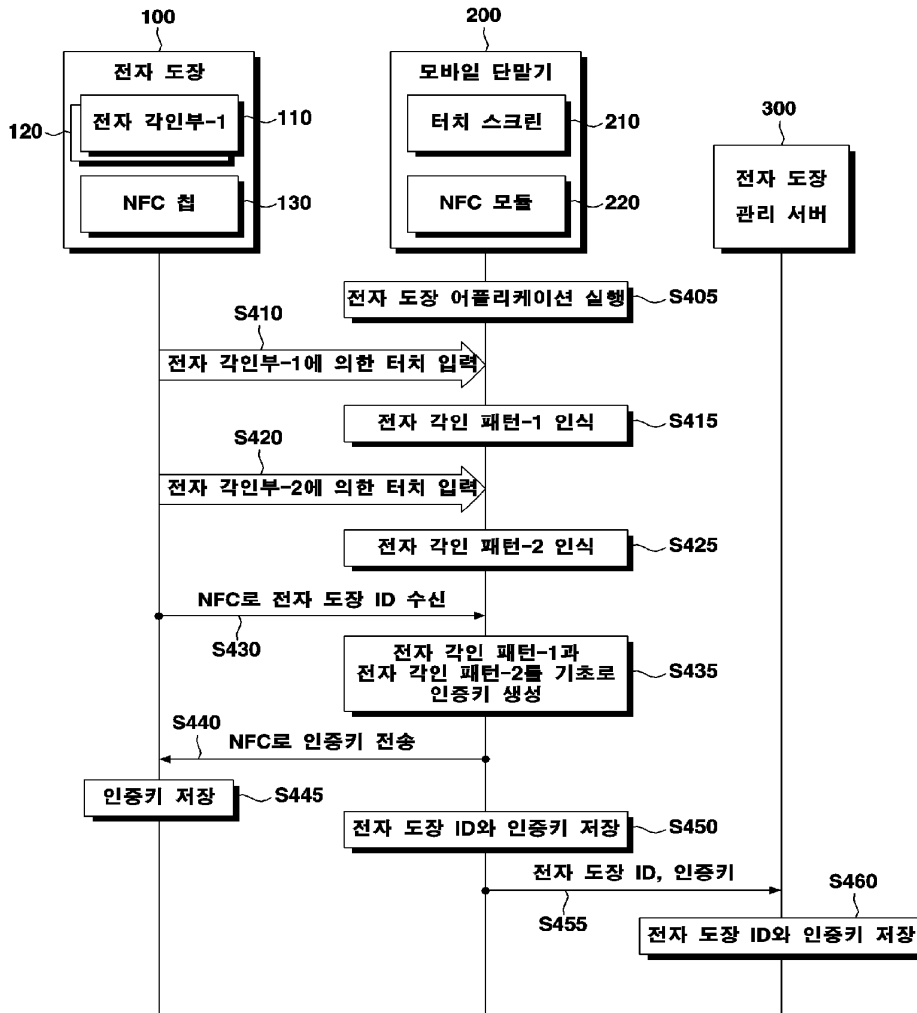 100
200
전자 도장
모바일 단말기
120
전자 각인부-1
110
터치 스크린
210
300
NFC 칩
130
NFC 모듈
220
전자 도장
관리 서버
전자 도장 어플리케이션 실행
S405
S410
전자 각인부-1에 의한 터치 입력
전자 각인 패턴-1 인식
S415
S420
전자 각인부-2에 의한 터치 입력
전자 각인 패턴-2 인식
S425
NFC로 전자 도장 ID 수신
S430
전자 각인 패턴-1과
전자 각인 패턴-2를 기초로
인증키 생성
S435
S440
NFC로 인증키 전송
인증키 저장
S445
전자 도장 ID와 인증키 저장
S450
전자 도장 ID, 인증키
S455
S460
전자 도장 ID와 인증키 저장